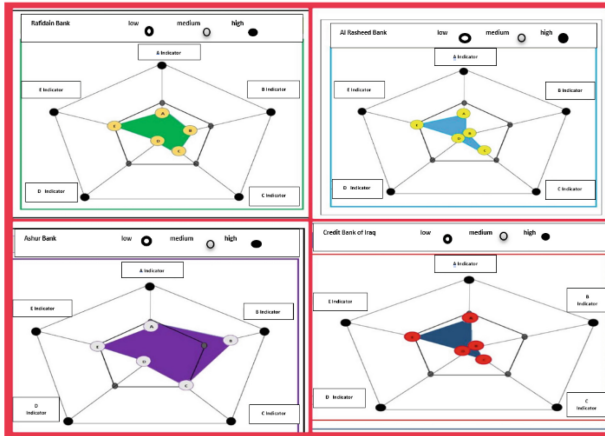 Rafidain Bank low medium high
A Indicator
E Indicator
B Indicator
A
E
B
D
C
D Indicator
C Indicator
Al Rasheed Bank low medium high
A Indicator
E Indicator
B Indicator
D Indicator
C Indicator
Ashur Bank low medium high
A Indicator
E Indicator
B Indicator
A
B
E
D
C
D
Indicator
C Indicator
Credit Bank of Iraq low medium high
A Indicator
B
Indicator
E Indicator
D Indicator
C
Indicator